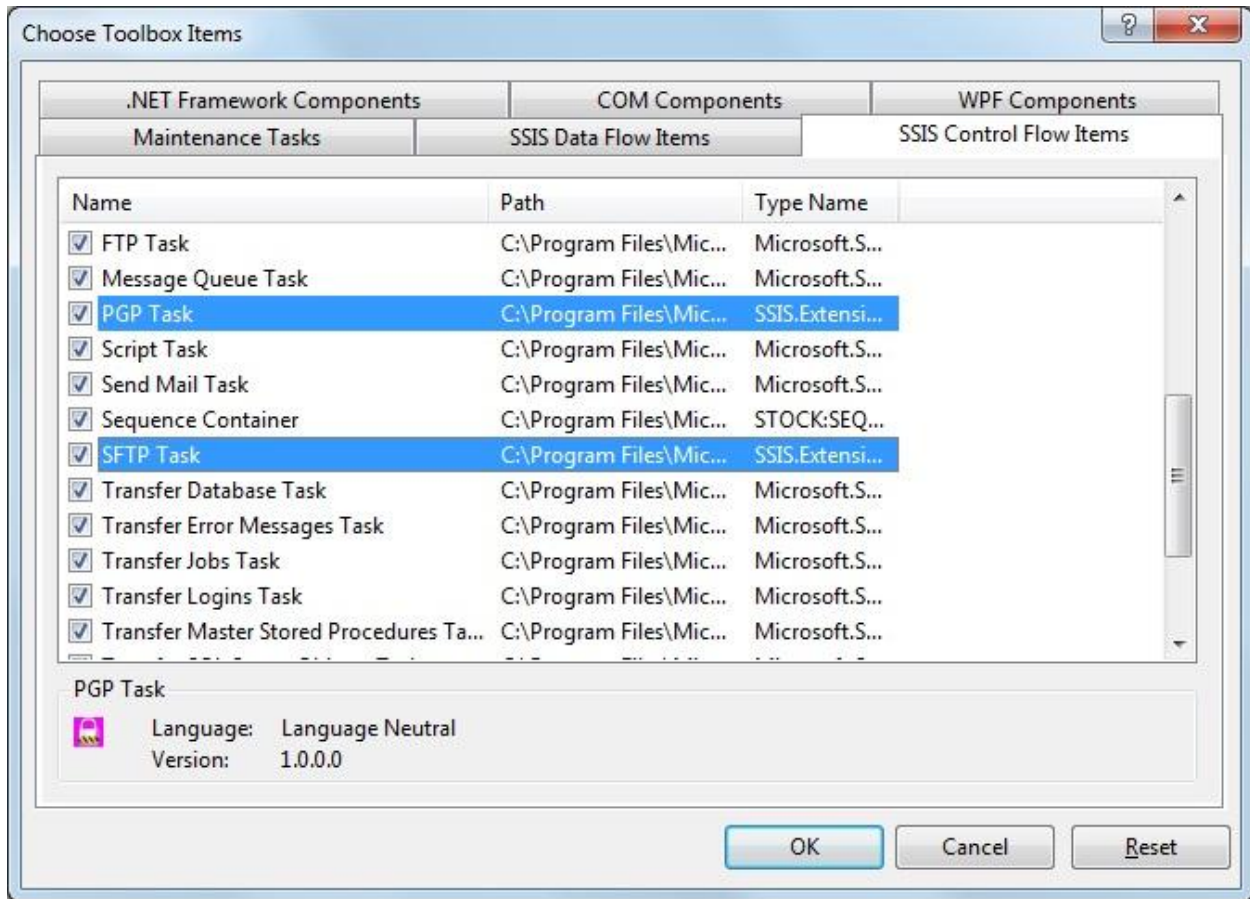 Choose Toolbox Items
.NET Framework Components COM Components WPF Components
Maintenance Tasks SSIS Data Flow Items SSIS Control Flow Items
Name Path Type Name
FTP Task C:\Program Files\Mic... Microsoft.S...
Message Queue Task C:\Program Files\Mic... Microsoft.S...
PGP Task C:\Program Files\Mic... SSIS.Extensi...
Script Task C:\Program Files\Mic... Microsoft.S...
Send Mail Task C:\Program Files\Mic... Microsoft.S...
Sequence Container STOCK:SEQ...
SFTP Task C:\Program Files\Mic... SSIS.Extensi...
Transfer Database Task C:\Program Files\Mic... Microsoft.S...
Transfer Error Messages Task C:\Program Files\Mic... Microsoft.S...
Transfer Jobs Task C:\Program Files\Mic... Microsoft.S...
Transfer Logins Task C:\Program Files\Mic... Microsoft.S...
Transfer Master Stored Procedures Ta... C:\Program Files\Mic... Microsoft.S...
PGP Task
Language: Language Neutral
Version: 1.0.0.0
OK Cancel Reset